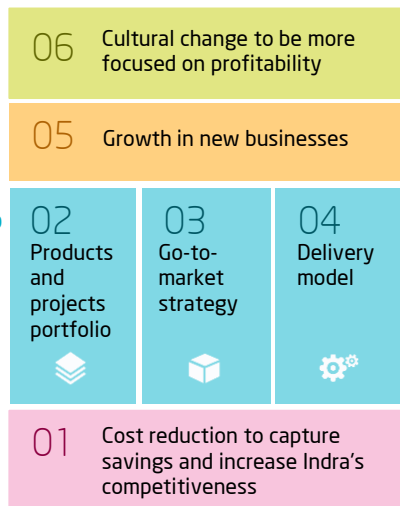 06
Cultural change to be more
focused on profitability
05
Growth in new businesses
02
Products
and
projects
portfolio
03
Go-to-
market
strategy
04
Delivery
model
01
Cost reduction to capture
savings and increase Indra's
competitiveness